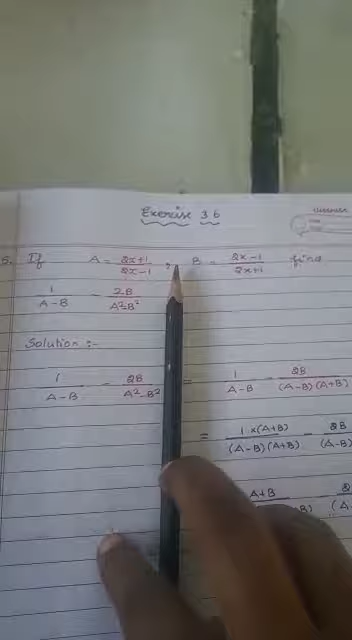 Exercise 3.6
5. If A = 2x+1/2x-1 , B = 2x-1/2x+1 find
1/A-B - 2B/A²-B²
Solution :-
1/A-B - 2B/A²-B² = 1/A-B - 2B/(A-B)(A+B)
= 1×(A+B)/(A-B)(A+B) - 2B/(A-B)
A+B